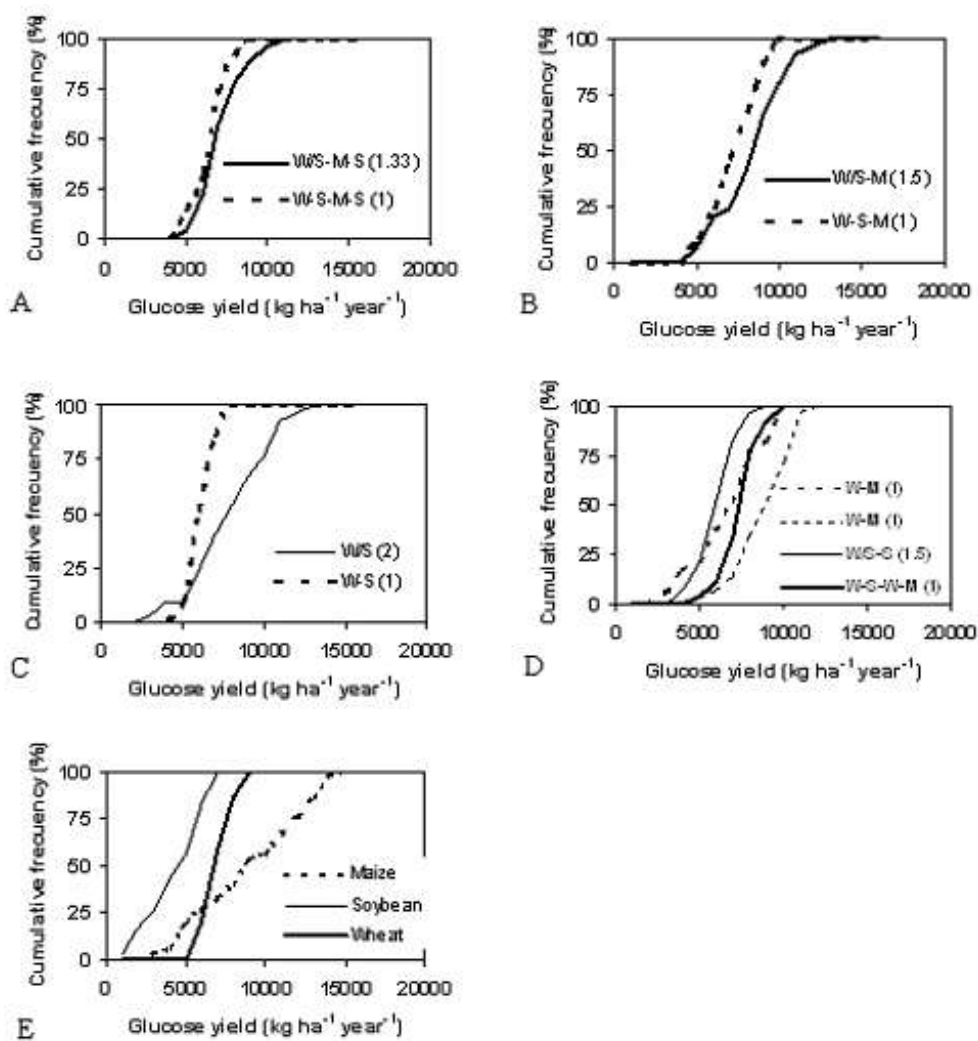 Cumulative frecuency (%)
100
75
50
25
0
W/S-M-S (1.33)
W-S-M-S (1)
0 5000 10000 15000 20000
Glucose yield (kg ha⁻¹ year⁻¹)
A
Cumulative frecuency (%)
100
75
50
25
0
W/S-M (1.5)
W-S-M (1)
0 5000 10000 15000 20000
Glucose yield (kg ha⁻¹ year⁻¹)
B
Cumulative frecuency (%)
100
75
50
25
0
W/S (2)
W-S (1)
0 5000 10000 15000 20000
Glucose yield (kg ha⁻¹ year⁻¹)
C
Cumulative frecuency (%)
100
75
50
25
0
W-M (1)
W-M (1)
W/S-S (1.5)
W-S-W-M (1)
0 5000 10000 15000 20000
Glucose yield (kg ha⁻¹ year⁻¹)
D
Cumulative frecuency (%)
100
75
50
25
0
Maize
Soybean
Wheat
0 5000 10000 15000 20000
Glucose yield (kg ha⁻¹ year⁻¹)
E